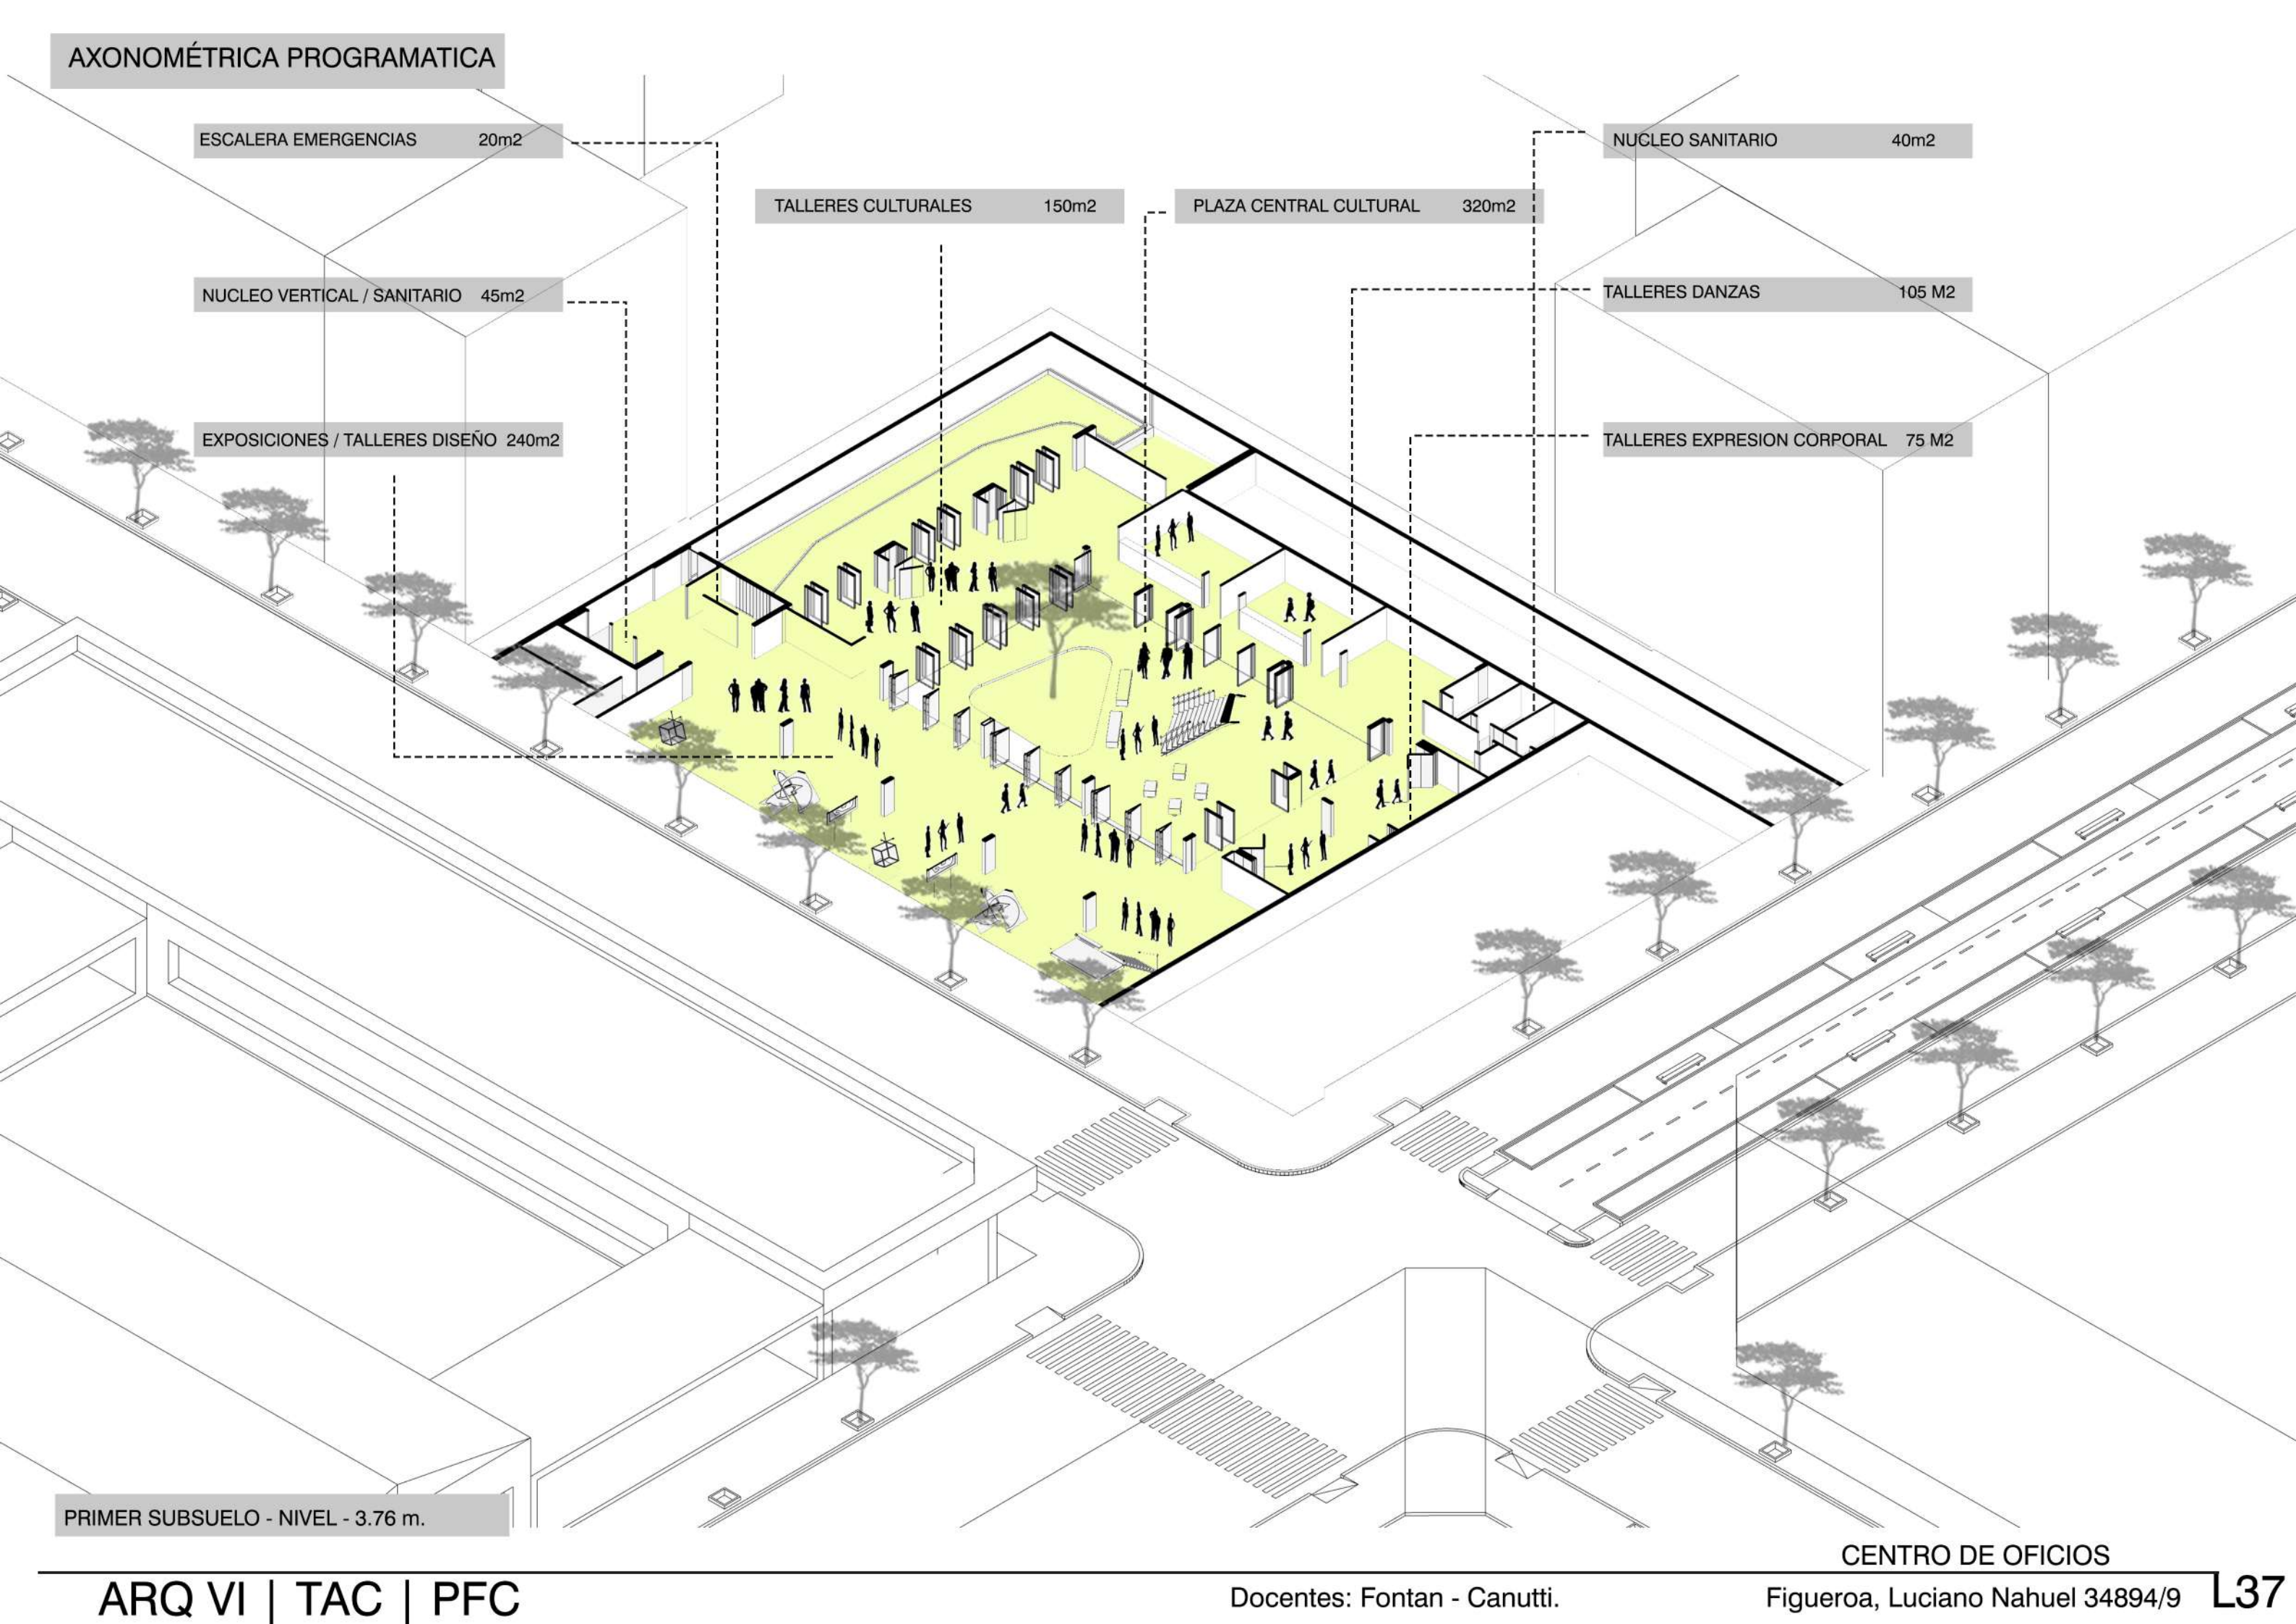 AXONOMÉTRICA PROGRAMATICA
ESCALERA EMERGENCIAS 20m2
NUCLEO SANITARIO 40m2
TALLERES CULTURALES 150m2
PLAZA CENTRAL CULTURAL 320m2
NUCLEO VERTICAL / SANITARIO 45m2
TALLERES DANZAS 105 M2
EXPOSICIONES / TALLERES DISEÑO 240m2
TALLERES EXPRESION CORPORAL 75 M2
PRIMER SUBSUELO - NIVEL - 3.76 m.
CENTRO DE OFICIOS
ARQ VI | TAC | PFC
Docentes: Fontan - Canutti.
Figueroa, Luciano Nahuel 34894/9
L37